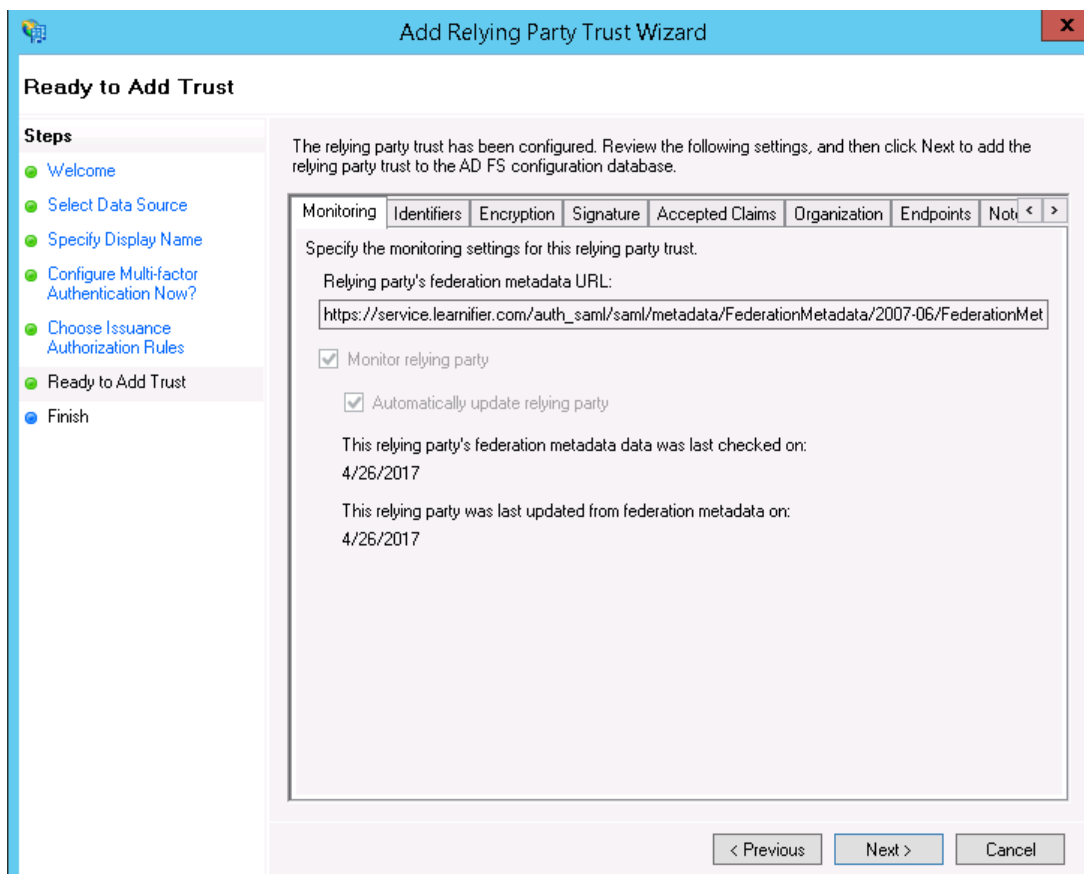 Add Relying Party Trust Wizard
x
Ready to Add Trust
Steps
Welcome
Select Data Source
Specify Display Name
Configure Multi-factor
Authentication Now?
Choose Issuance
Authorization Rules
Ready to Add Trust
Finish
The relying party trust has been configured. Review the following settings, and then click Next to add the
relying party trust to the AD FS configuration database.
Monitoring Identifiers Encryption Signature Accepted Claims Organization Endpoints < >
Specify the monitoring settings for this relying party trust.
Relying party's federation metadata URL:
https://service.learnifier.com/auth_saml/saml/metadata/FederationMetadata/2007-06/FederationMet
Monitor relying party
Automatically update relying party
This relying party's federation metadata data was last checked on:
4/26/2017
This relying party was last updated from federation metadata on:
4/26/2017
< Previous Next > Cancel